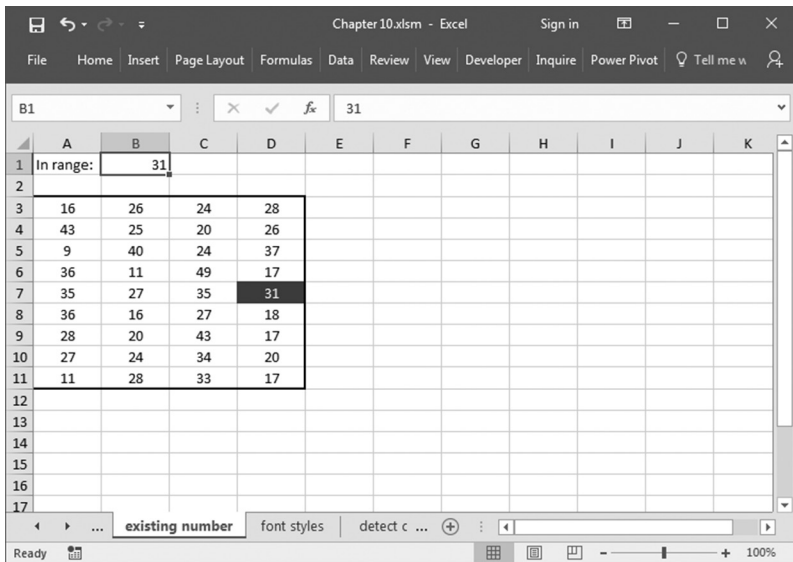 Chapter 10.xlsm - Excel Sign in
File Home Insert Page Layout Formulas Data Review View Developer Inquire Power Pivot Tell me w
B1 fx 31
A B C D E F G H I J K
1 In range: 31
2
3 16 26 24 28
4 43 25 20 26
5 9 40 24 37
6 36 11 49 17
7 35 27 35 31
8 36 16 27 18
9 28 20 43 17
10 27 24 34 20
11 11 28 33 17
12
13
14
15
16
17
... existing number font styles detect c ...
Ready 100%